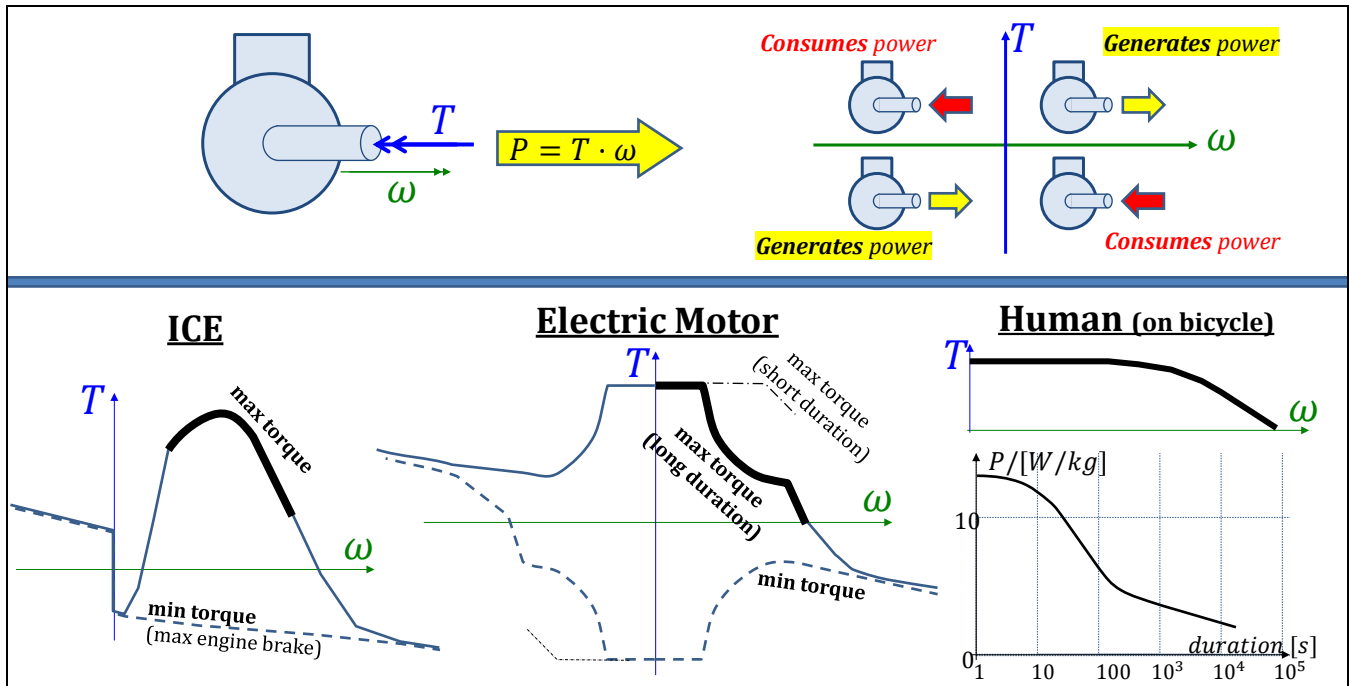 T
ω
P = T · ω
Consumes power
T
Generates power
ω
Generates power
Consumes power
ICE
T
max torque
ω
min torque
(max engine brake)
Electric Motor
T
max torque
(short duration)
max torque
(long duration)
ω
min torque
Human (on bicycle)
T
ω
P/[W/kg]
10
0
duration [s]
1 10 100 10³ 10⁴ 10⁵